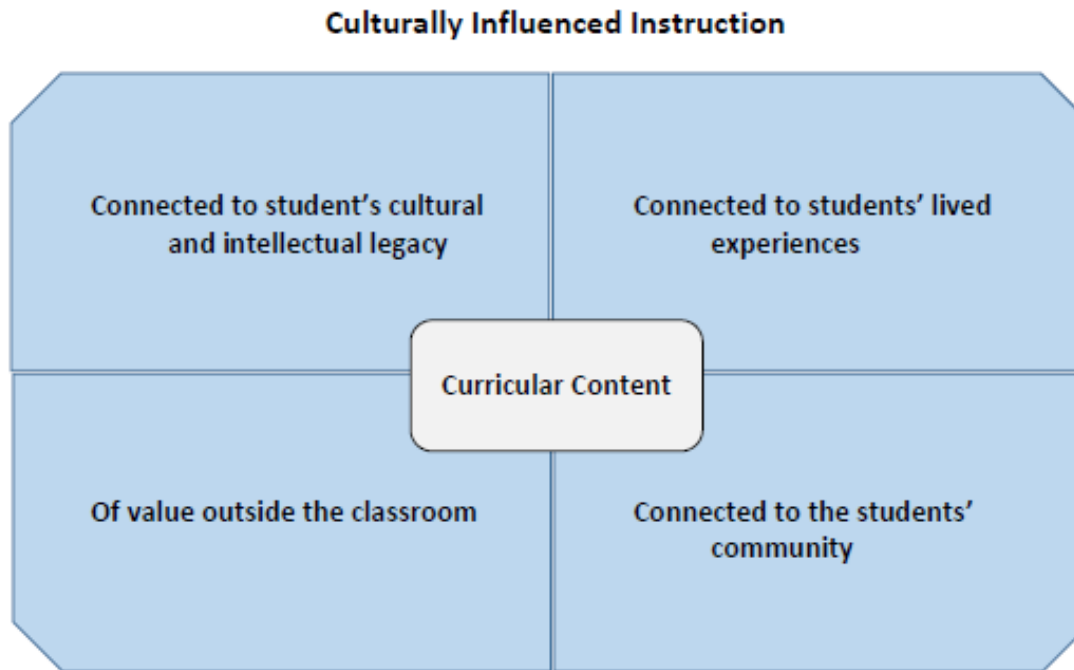 Culturally Influenced Instruction
Connected to student’s cultural
and intellectual legacy
Connected to students’ lived
experiences
Curricular Content
Of value outside the classroom
Connected to the students’
community